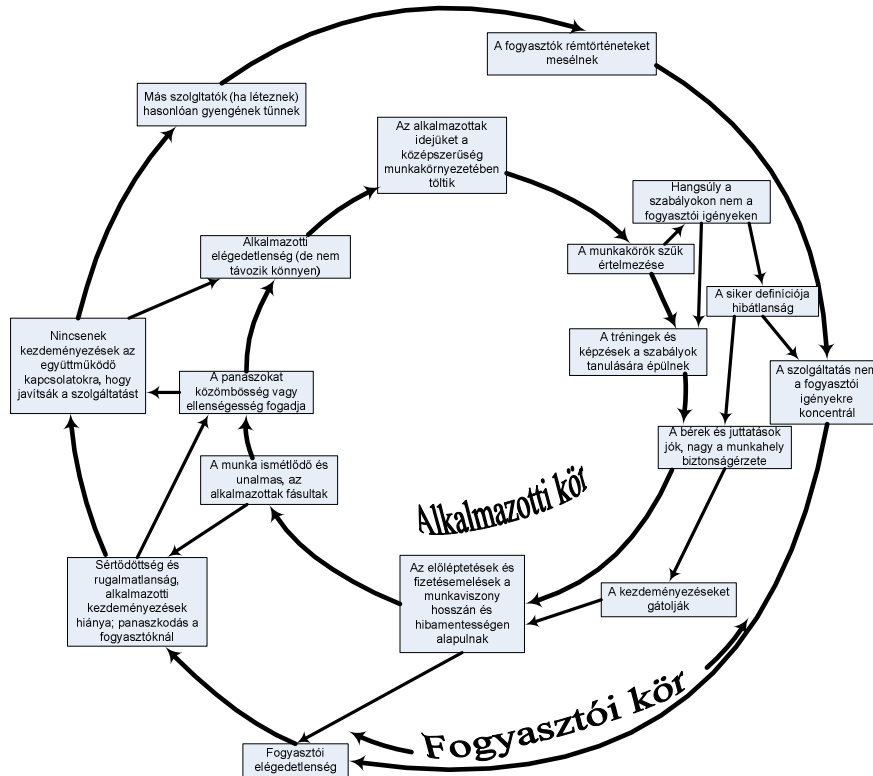 A fogyasztók rémtörténeteket
mesélnek
Más szolgltatók (ha léteznek)
hasonlóan gyengének tűnnek
Az alkalmazottak
idejüket a
középszerűség
munkakörnyezetében
töltik
Hangsúly a
szabályokon nem a
fogyasztói igényeken
Alkalmazotti
elégedetlenség (de nem
távozik könnyen)
A munkakörök szűk
értelmezése
A siker definíciója
hibátlanság
Nincsenek
kezdeményezések az
együttműködő
kapcsolatokra, hogy
javítsák a szolgáltatást
A tréningek és
képzések a szabályok
tanulására épülnek
A szolgáltatás nem
a fogyasztói
igényekre
koncentrál
A panaszokat
közömbösség vagy
ellenségesség fogadja
A bérek és juttatások
jók, nagy a munkahely
biztonságérzete
A munka ismétlődő és
unalmas, az
alkalmazottak fásultak
Alkalmazotti kör
Sértődöttség és
rugalmatlanság,
alkalmazotti
kezdeményezések
hiánya; panaszkodás a
fogyasztóknál
Az előléptetések és
fizetésemelések a
munkaviszony
hosszán és
hibamentességen
alapulnak
A kezdeményezéseket
gátolják
Fogyasztói kör
Fogyasztói
elégedetlenség